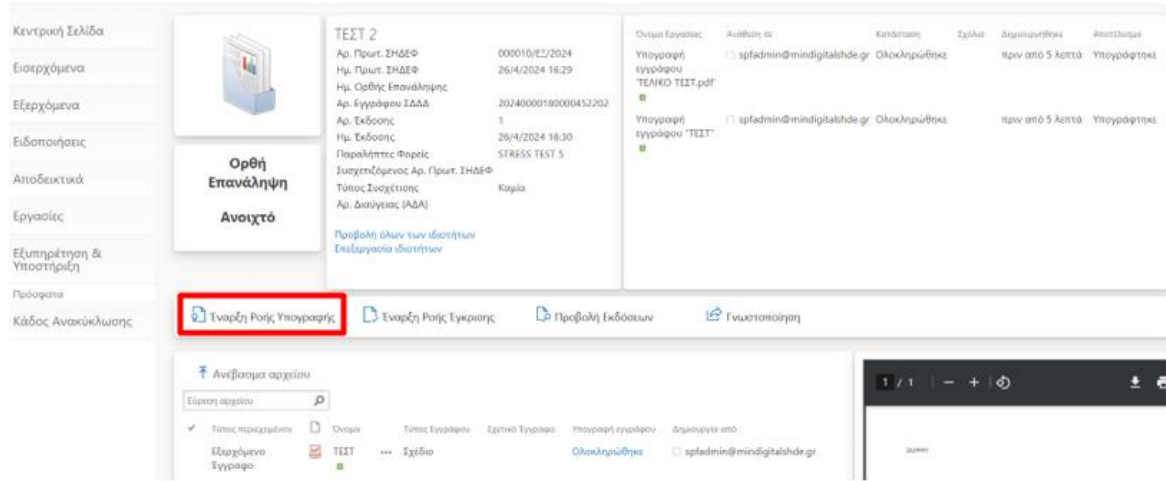 Κεντρική Σελίδα
Εισερχόμενα
Εξερχόμενα
Ειδοποιήσεις
Αποδεικτικά
Εργασίες
Εξυπηρέτηση &
Υποστήριξη
Πρόσφατα
Κάδος Ανακύκλωσης
Ορθή
Επανάληψη
Ανοιχτό
ΤΕΣΤ 2
Αρ. Πρωτ. ΣΗΔΕΦ 000010/ΕΞ/2024
Ημ. Πρωτ. ΣΗΔΕΦ 26/4/2024 16:29
Ημ. Ορθής Επανάληψης
Αρ. Εγγράφου ΣΔΔΔ 20240000180000452202
Αρ. Έκδοσης 1
Ημ. Έκδοσης 26/4/2024 16:30
Παραλήπτες Φορείς STRESS TEST 5
Συσχετιζόμενος Αρ. Πρωτ. ΣΗΔΕΦ
Τύπος Συσχέτισης Καμία
Αρ. Διαύγειας (ΑΔΑ)
Προβολή όλων των ιδιοτήτων
Επεξεργασία ιδιοτήτων
Όνομα Εργασίας Ανάθεση σε Κατάσταση Σχόλια Δημιουργήθηκε Αποτέλεσμα
Υπογραφή spfadmin@mindigitalshde.gr Ολοκληρώθηκε πριν από 5 λεπτά Υπογράφτηκε
εγγράφου
'ΤΕΛΙΚΟ ΤΕΣΤ.pdf'
Υπογραφή spfadmin@mindigitalshde.gr Ολοκληρώθηκε πριν από 5 λεπτά Υπογράφτηκε
εγγράφου "ΤΕΣΤ"
Έναρξη Ροής Υπογραφής Έναρξη Ροής Έγκρισης Προβολή Εκδόσεων Γνωστοποίηση
Ανέβασμα αρχείου
Εύρεση αρχείου
Τύπος περιεχομένου Όνομα Τύπος Εγγράφου Σχετικό Έγγραφο Υπογραφή εγγράφου Δημιουργία από
Εξερχόμενο ΤΕΣΤ ... Σχέδιο Ολοκληρώθηκε spfadmin@mindigitalshde.gr
Έγγραφο
1 / 1